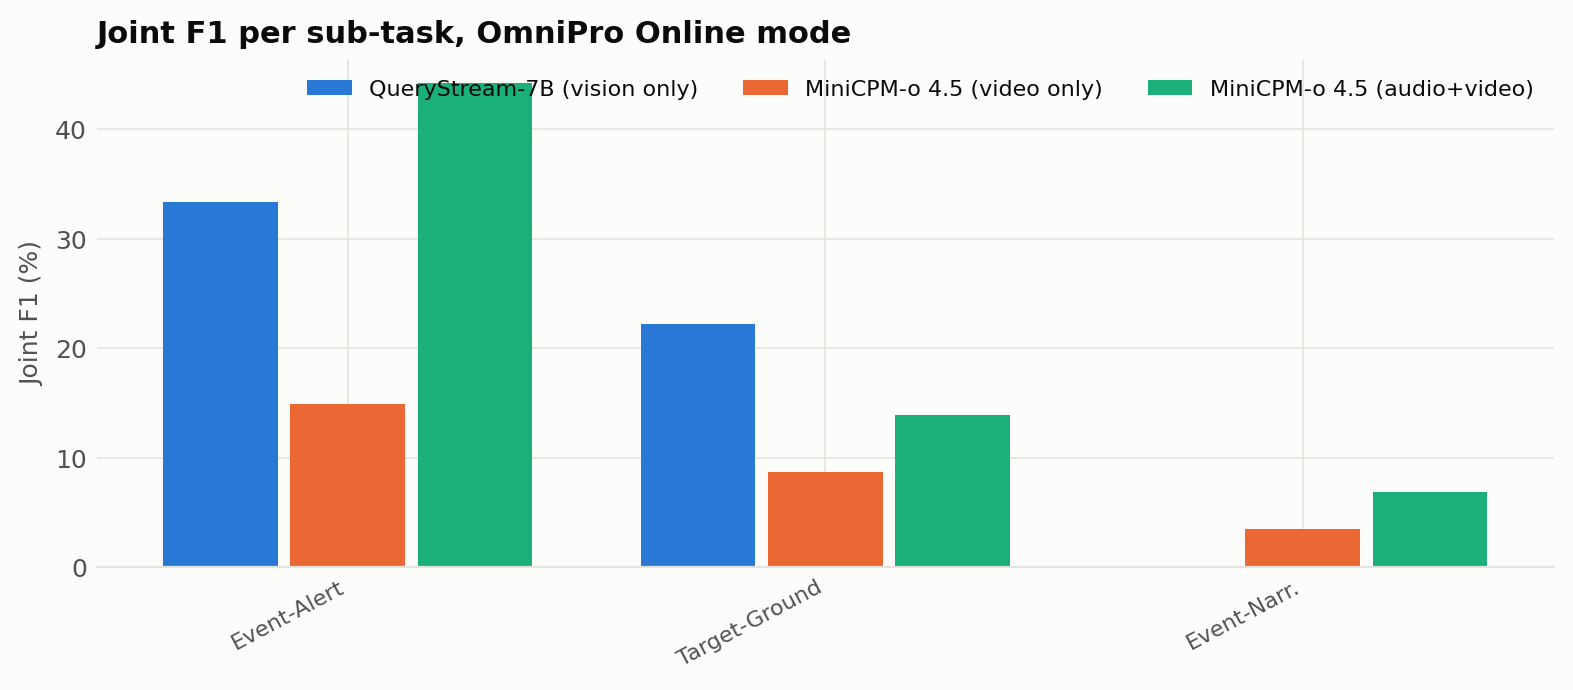 Joint F1 per sub-task, OmniPro Online mode
QueryStream-7B (vision only)
MiniCPM-o 4.5 (video only)
MiniCPM-o 4.5 (audio+video)
Joint F1 (%)
40
30
20
10
0
Event-Alert
Target-Ground
Event-Narr.